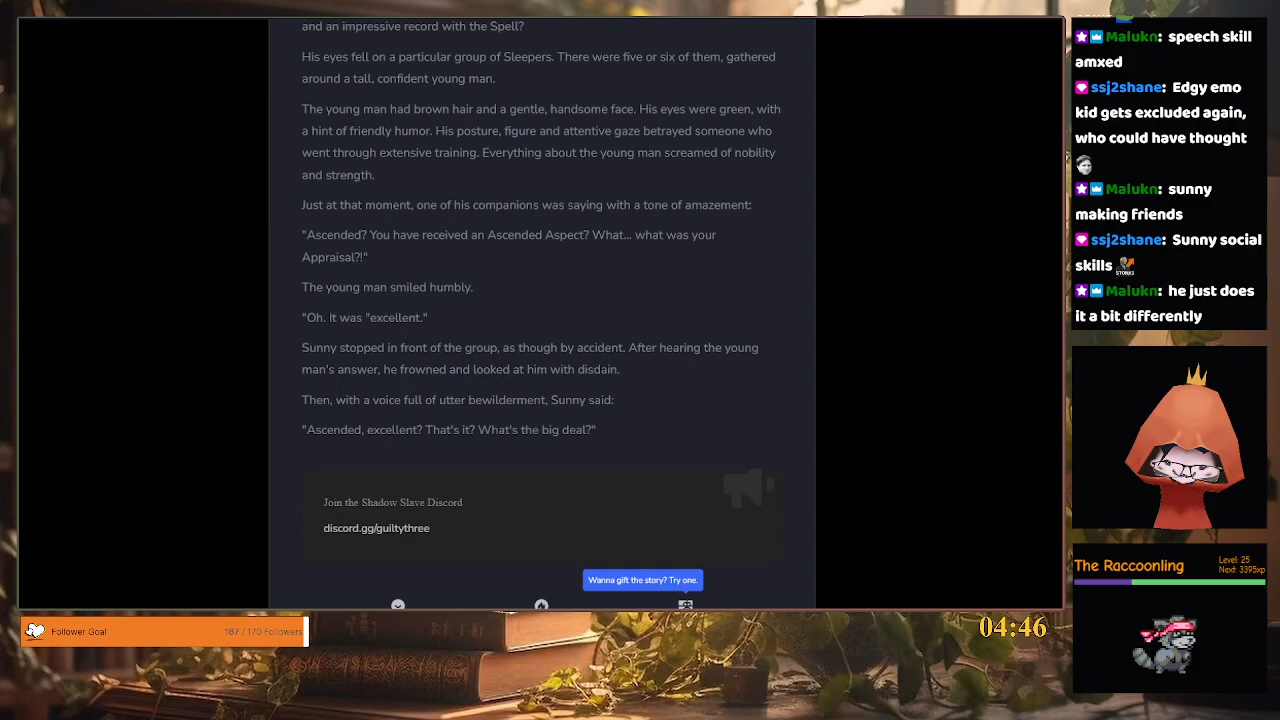 and an impressive record with the Spell?
His eyes fell on a particular group of Sleepers. There were five or six of them, gathered
around a tall, confident young man.
The young man had brown hair and a gentle, handsome face. His eyes were green, with
a hint of friendly humor. His posture, figure and attentive gaze betrayed someone who
went through extensive training. Everything about the young man screamed of nobility
and strength.
Just at that moment, one of his companions was saying with a tone of amazement:
"Ascended? You have received an Ascended Aspect? What... what was your
Appraisal?!"
The young man smiled humbly.
"Oh. It was "excellent."
Sunny stopped in front of the group, as though by accident. After hearing the young
man's answer, he frowned and looked at him with disdain.
Then, with a voice full of utter bewilderment, Sunny said:
"Ascended, excellent? That's it? What's the big deal?"
Join the Shadow Slave Discord
discord.gg/guiltythree
Wanna gift the story? Try one.
Malukn: speech skill
amxed
ssj2shane: Edgy emo
kid gets excluded again,
who could have thought
Malukn: sunny
making friends
ssj2shane: Sunny social
skills
Malukn: he just does
it a bit differently
The Raccoonling
Level: 25
Next: 3395xp
Follower Goal
167 / 170 Followers
04:46